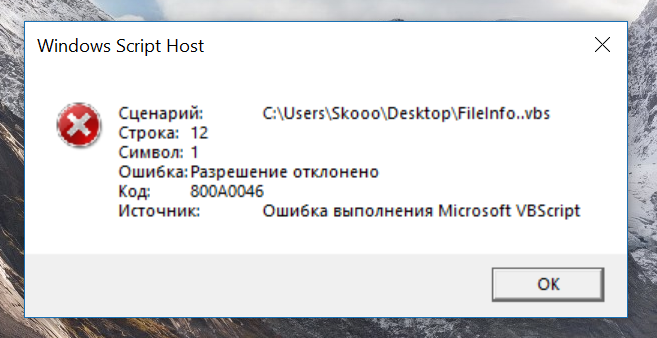 Windows Script Host
Сценарий: C:\Users\Skooo\Desktop\FileInfo..vbs
Строка: 12
Символ: 1
Ошибка: Разрешение отклонено
Код: 800A0046
Источник: Ошибка выполнения Microsoft VBScript
OK